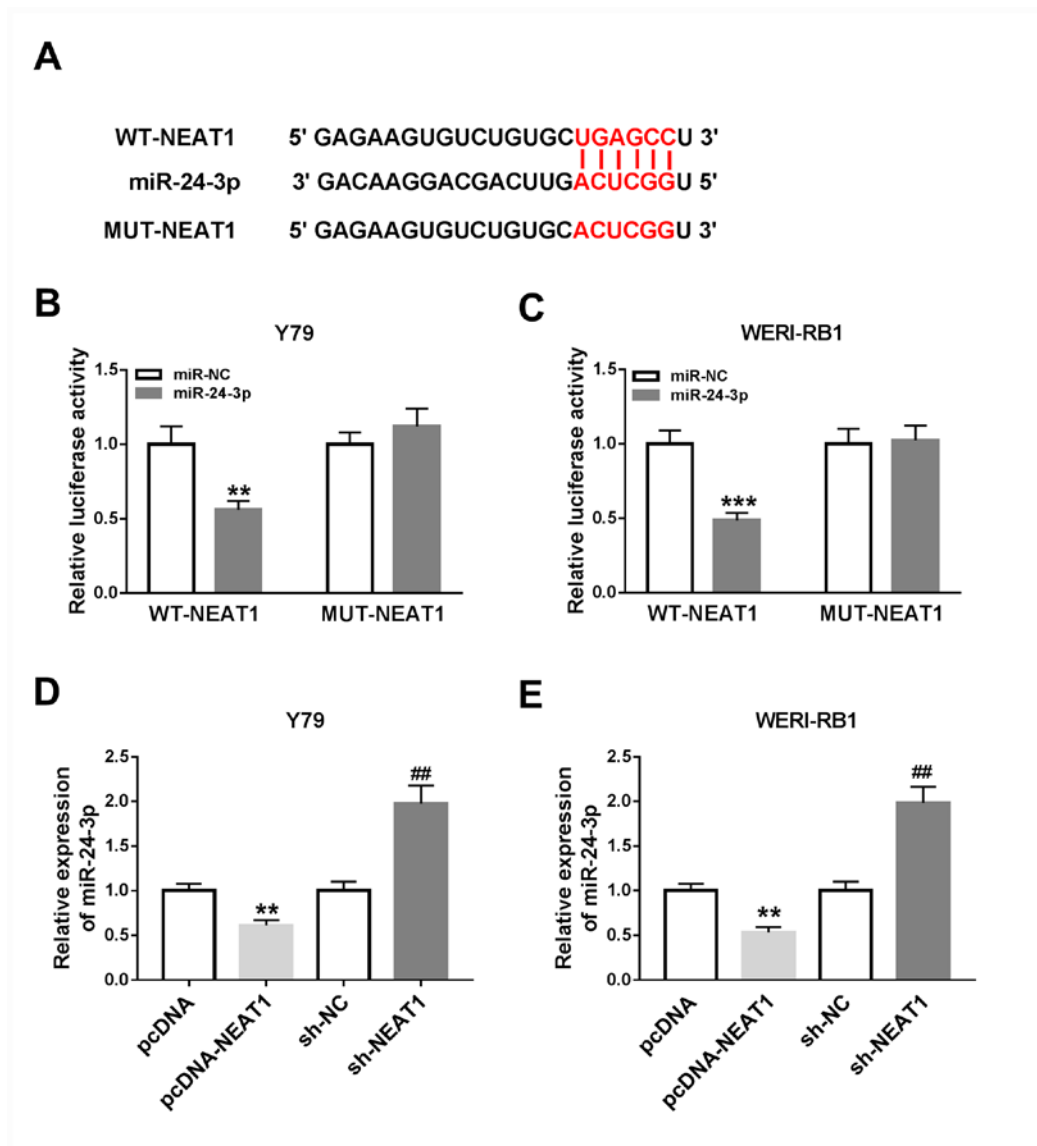 A
WT-NEAT1 5' GAGAAGUGUCUGUGCUGAGCCU 3'
miR-24-3p 3' GACAAGGACGACUUGACUCGGU 5'
MUT-NEAT1 5' GAGAAGUGUCUGUGCACUCGGU 3'
B
Y79
Relative luciferase activity
1.5
1.0
0.5
0.0
miR-NC
miR-24-3p
**
WT-NEAT1 MUT-NEAT1
C
WERI-RB1
Relative luciferase activity
1.5
1.0
0.5
0.0
miR-NC
miR-24-3p
***
WT-NEAT1 MUT-NEAT1
D
Y79
Relative expression
of miR-24-3p
2.5
2.0
1.5
1.0
0.5
0.0
**
##
pcDNA
pcDNA-NEAT1
sh-NC
sh-NEAT1
E
WERI-RB1
Relative expression
of miR-24-3p
2.5
2.0
1.5
1.0
0.5
0.0
**
##
pcDNA
pcDNA-NEAT1
sh-NC
sh-NEAT1